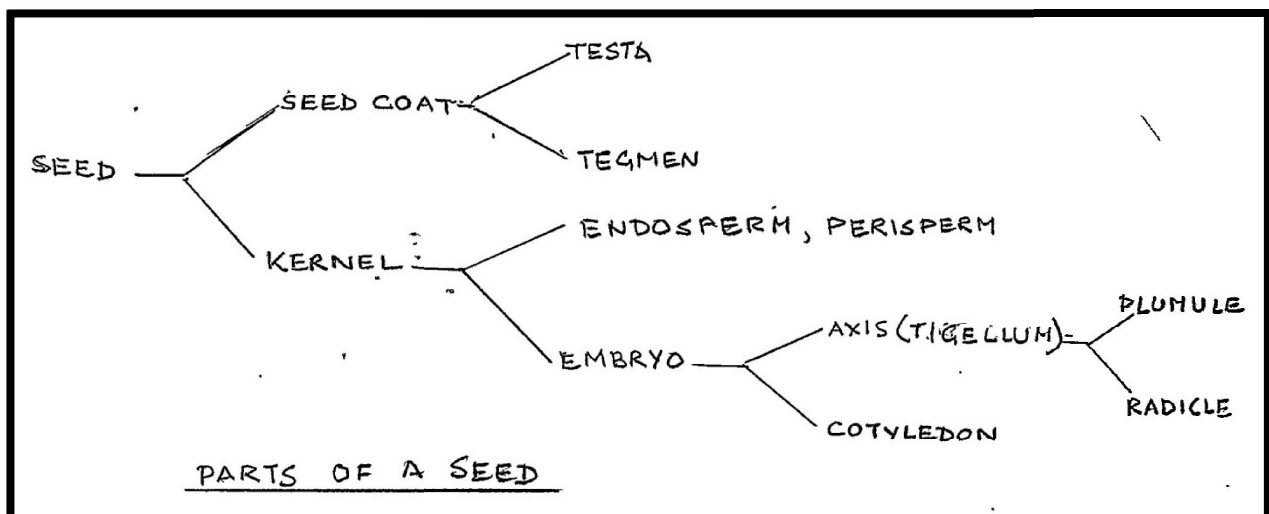 TESTA
SEED COAT
TEGMEN
SEED
ENDOSPERM, PERISPERM
KERNEL
PLUMULE
AXIS (TIGELLUM)
EMBRYO
RADICLE
COTYLEDON
PARTS OF A SEED